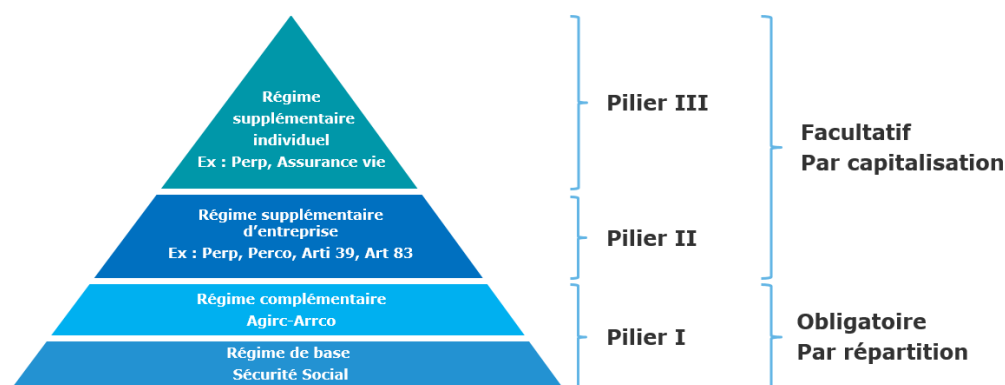 Régime
supplémentaire
individuel
Ex : Perp, Assurance vie
Pilier III
Facultatif
Par capitalisation
Régime supplémentaire
d'entreprise
Ex : Perp, Perco, Arti 39, Art 83
Pilier II
Régime complémentaire
Agirc-Arrco
Pilier I
Obligatoire
Par répartition
Régime de base
Sécurité Social